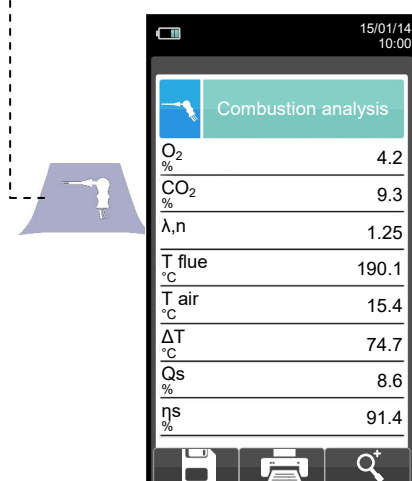 15/01/14
10:00
Combustion analysis
O₂ % 4.2
CO₂ % 9.3
λ,n 1.25
T flue °C 190.1
T air °C 15.4
ΔT °C 74.7
Qs % 8.6
ηs % 91.4